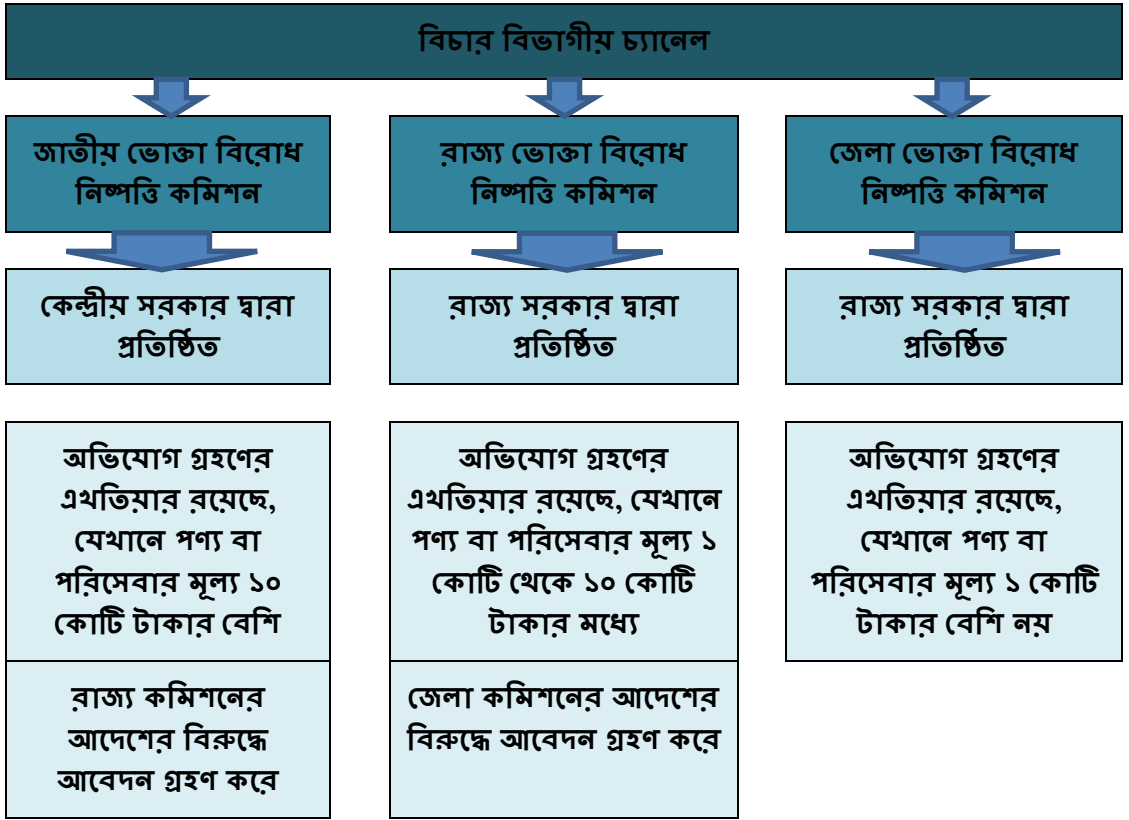 বিচার বিভাগীয় চ্যানেল
জাতীয় ভোক্তা বিরোধ
নিষ্পত্তি কমিশন
রাজ্য ভোক্তা বিরোধ
নিষ্পত্তি কমিশন
জেলা ভোক্তা বিরোধ
নিষ্পত্তি কমিশন
কেন্দ্রীয় সরকার দ্বারা
প্রতিষ্ঠিত
রাজ্য সরকার দ্বারা
প্রতিষ্ঠিত
রাজ্য সরকার দ্বারা
প্রতিষ্ঠিত
অভিযোগ গ্রহণের
এখতিয়ার রয়েছে,
যেখানে পণ্য বা
পরিসেবার মূল্য ১০
কোটি টাকার বেশি
অভিযোগ গ্রহণের
এখতিয়ার রয়েছে, যেখানে
পণ্য বা পরিসেবার মূল্য ১
কোটি থেকে ১০ কোটি
টাকার মধ্যে
অভিযোগ গ্রহণের
এখতিয়ার রয়েছে,
যেখানে পণ্য বা
পরিসেবার মূল্য ১ কোটি
টাকার বেশি নয়
রাজ্য কমিশনের
আদেশের বিরুদ্ধে
আবেদন গ্রহণ করে
জেলা কমিশনের আদেশের
বিরুদ্ধে আবেদন গ্রহণ করে